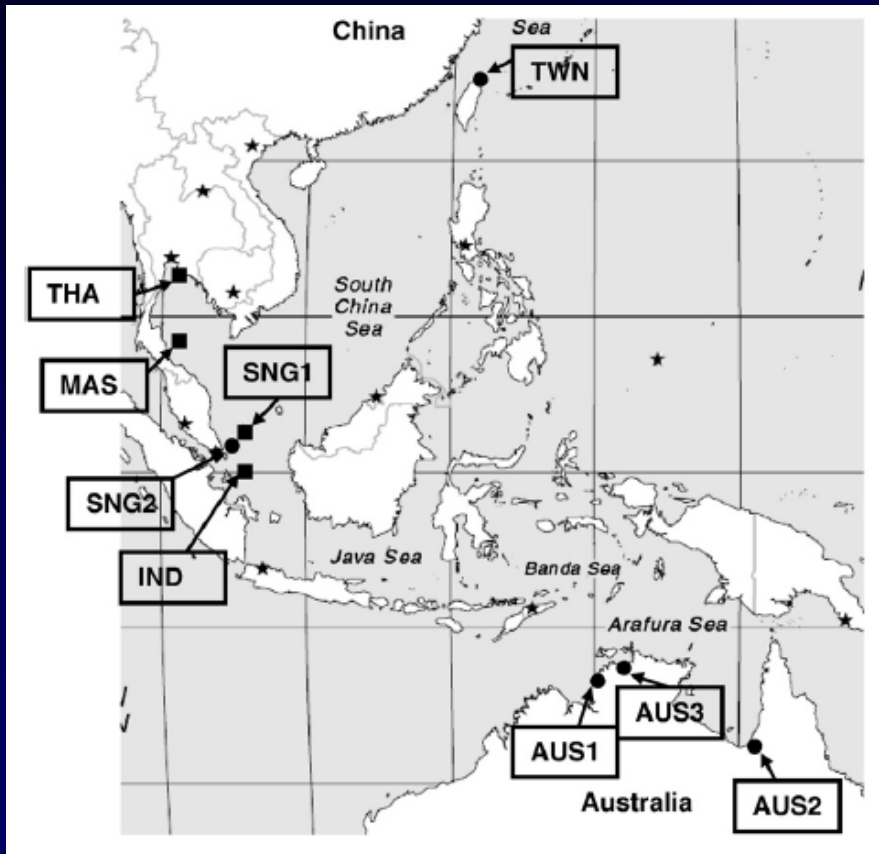 China
Sea
TWN
THA
South
China
Sea
MAS
SNG1
SNG2
IND
Java Sea
Banda Sea
Arafura Sea
AUS3
AUS1
AUS2
Australia